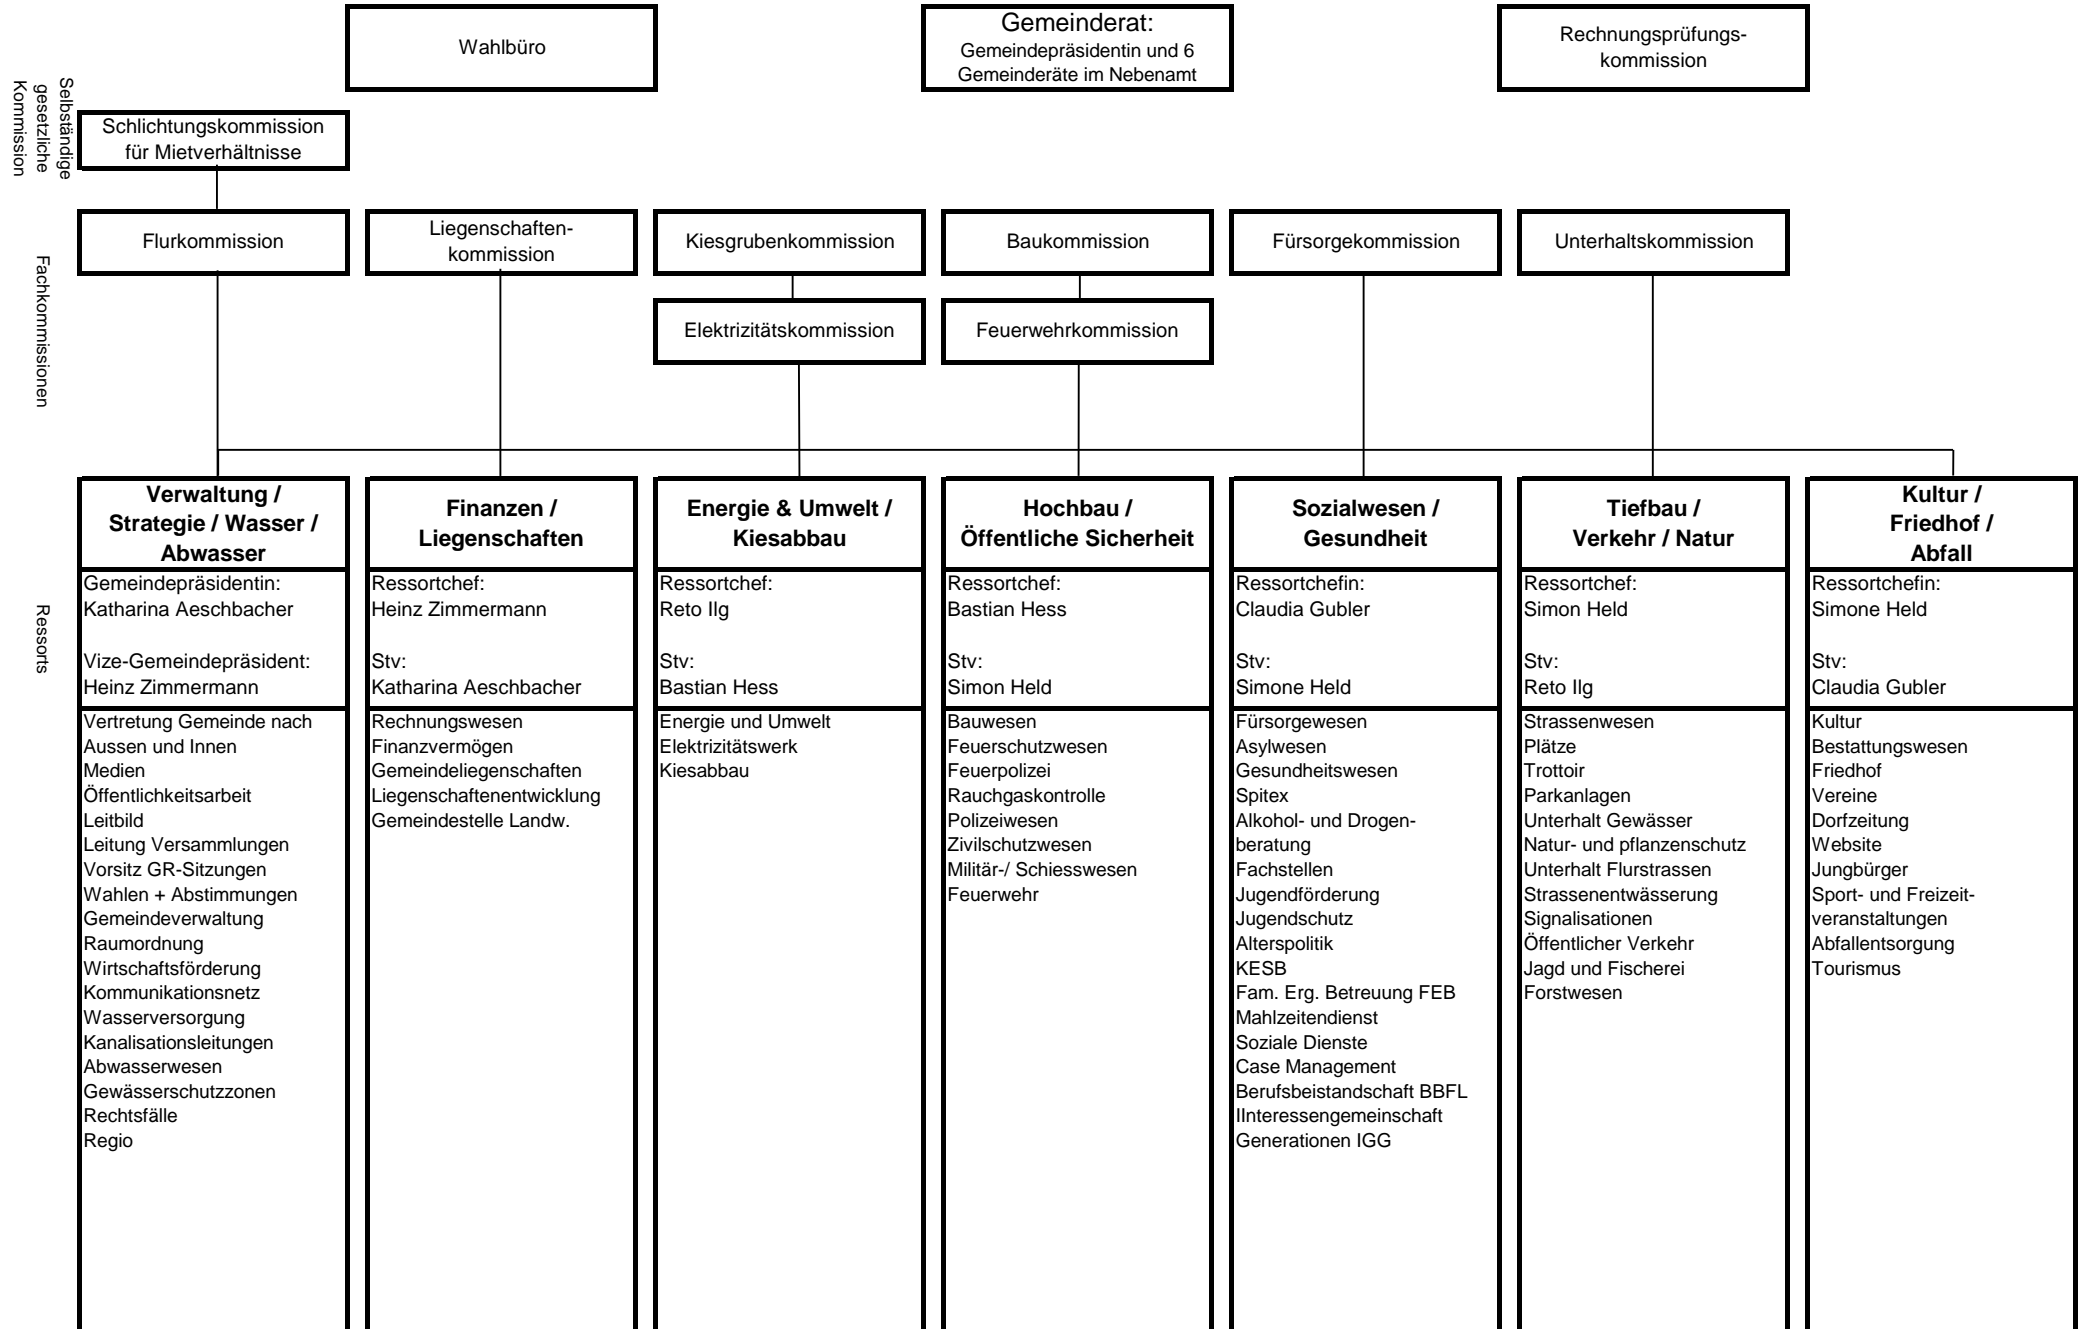 Wahlbüro
Gemeinderat:
Gemeindepräsidentin und 6
Gemeinderäte im Nebenamt
Rechnungsprüfungs-
kommission
Selbständige
gesetzliche
Kommission
Schlichtungskommission
für Mietverhältnisse
Fachkommissionen
Flurkommission
Liegenschaften-
kommission
Kiesgrubenkommission
Baukommission
Fürsorgekommission
Unterhaltskommission
Elektrizitätskommission
Feuerwehrkommission
Ressorts
Verwaltung /
Strategie / Wasser /
Abwasser
Gemeindepräsidentin:
Katharina Aeschbacher
Vize-Gemeindepräsident:
Heinz Zimmermann
Vertretung Gemeinde nach
Aussen und Innen
Medien
Öffentlichkeitsarbeit
Leitbild
Leitung Versammlungen
Vorsitz GR-Sitzungen
Wahlen + Abstimmungen
Gemeindeverwaltung
Raumordnung
Wirtschaftsförderung
Kommunikationsnetz
Wasserversorgung
Kanalisationsleitungen
Abwasserwesen
Gewässerschutzzonen
Rechtsfälle
Regio
Finanzen /
Liegenschaften
Ressortchef:
Heinz Zimmermann
Stv:
Katharina Aeschbacher
Rechnungswesen
Finanzvermögen
Gemeindeliegenschaften
Liegenschaftenentwicklung
Gemeindestelle Landw.
Energie & Umwelt /
Kiesabbau
Ressortchef:
Reto Ilg
Stv:
Bastian Hess
Energie und Umwelt
Elektrizitätswerk
Kiesabbau
Hochbau /
Öffentliche Sicherheit
Ressortchef:
Bastian Hess
Stv:
Simon Held
Bauwesen
Feuerschutzwesen
Feuerpolizei
Rauchgaskontrolle
Polizeiwesen
Zivilschutzwesen
Militär-/ Schiesswesen
Feuerwehr
Sozialwesen /
Gesundheit
Ressortchefin:
Claudia Gubler
Stv:
Simone Held
Fürsorgewesen
Asylwesen
Gesundheitswesen
Spitex
Alkohol- und Drogen-
beratung
Fachstellen
Jugendförderung
Jugendschutz
Alterspolitik
KESB
Fam. Erg. Betreuung FEB
Mahlzeitendienst
Soziale Dienste
Case Management
Berufsbeistandschaft BBFL
IInteressengemeinschaft
Generationen IGG
Tiefbau /
Verkehr / Natur
Ressortchef:
Simon Held
Stv:
Reto Ilg
Strassenwesen
Plätze
Trottoir
Parkanlagen
Unterhalt Gewässer
Natur- und pflanzenschutz
Unterhalt Flurstrassen
Strassenentwässerung
Signalisationen
Öffentlicher Verkehr
Jagd und Fischerei
Forstwesen
Kultur /
Friedhof /
Abfall
Ressortchefin:
Simone Held
Stv:
Claudia Gubler
Kultur
Bestattungswesen
Friedhof
Vereine
Dorfzeitung
Website
Jungbürger
Sport- und Freizeit-
veranstaltungen
Abfallentsorgung
Tourismus